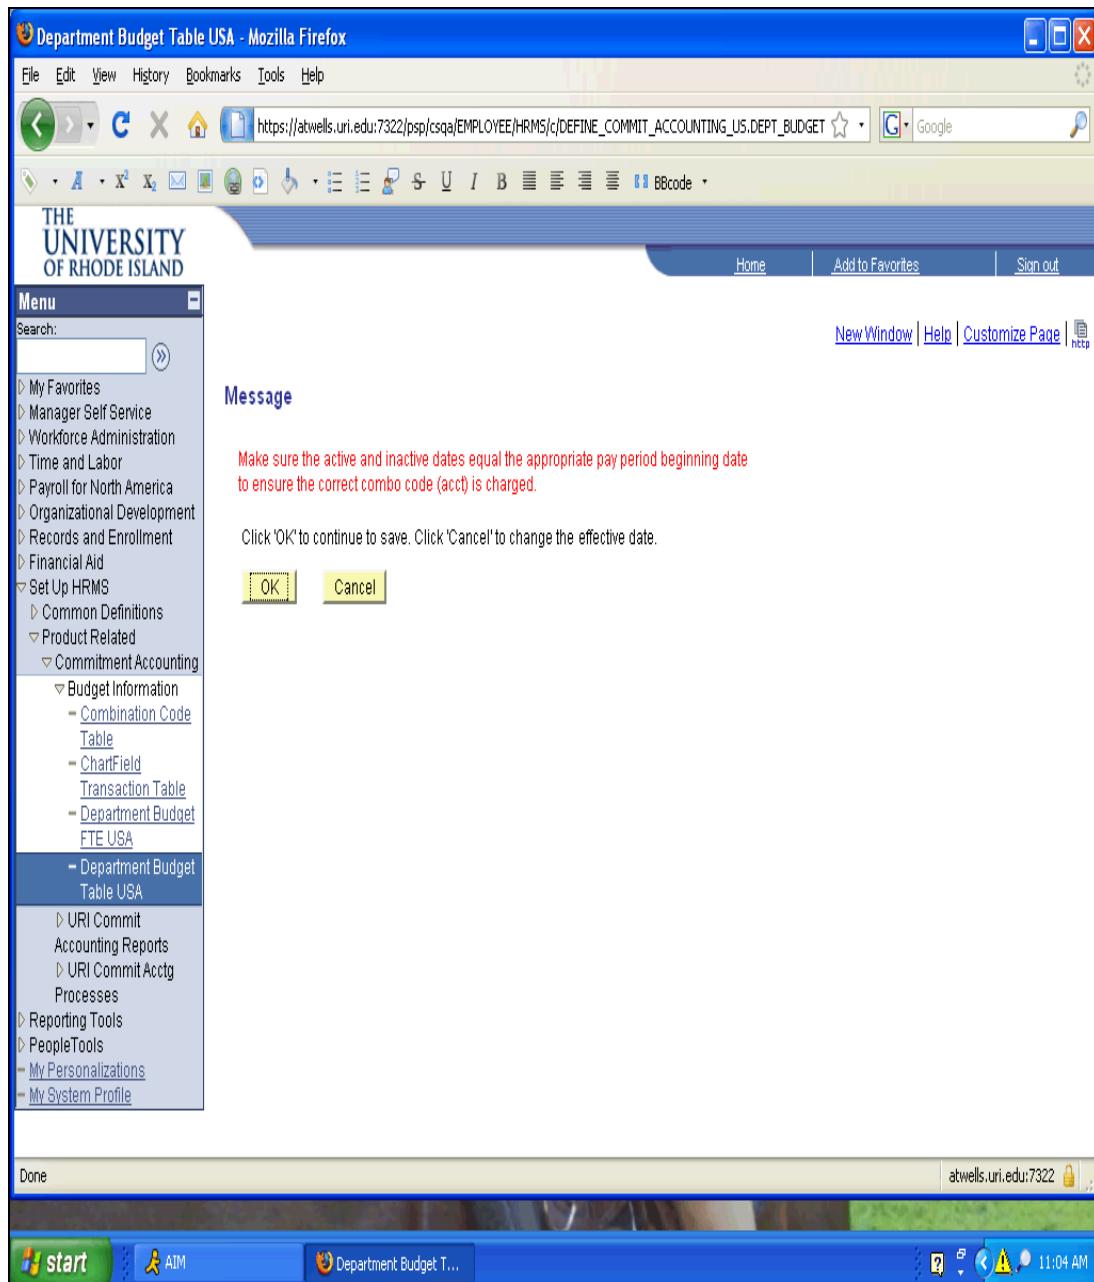 Department Budget Table USA - Mozilla Firefox
File Edit View History Bookmarks Tools Help
https://atwells.uri.edu:7322/psp/csqa/EMPLOYEE/HRMS/c/DEFINE_COMMIT_ACCOUNTING_US.DEPT_BUDGET
G Google
A X² X₂ S U I B BBcode
THE
UNIVERSITY
OF RHODE ISLAND
Home Add to Favorites Sign out
Menu
Search:
New Window | Help | Customize Page | http
My Favorites
Manager Self Service
Workforce Administration
Time and Labor
Payroll for North America
Organizational Development
Records and Enrollment
Financial Aid
Set Up HRMS
Common Definitions
Product Related
Commitment Accounting
Budget Information
Combination Code
Table
ChartField
Transaction Table
Department Budget
FTE USA
Department Budget
Table USA
URI Commit
Accounting Reports
URI Commit Acctg
Processes
Reporting Tools
PeopleTools
My Personalizations
My System Profile
Message
Make sure the active and inactive dates equal the appropriate pay period beginning date
to ensure the correct combo code (acct) is charged.
Click 'OK' to continue to save. Click 'Cancel' to change the effective date.
OK Cancel
Done atwells.uri.edu:7322
start AIM Department Budget T... 11:04 AM